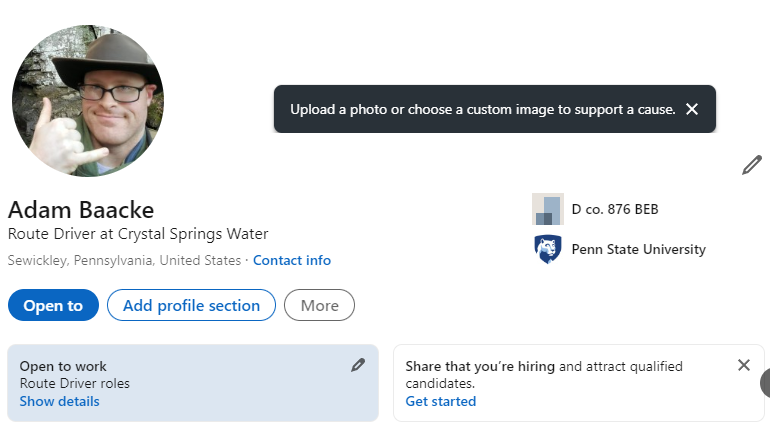 Upload a photo or choose a custom image to support a cause.
Adam Baacke
Route Driver at Crystal Springs Water
Sewickley, Pennsylvania, United States · Contact info
D co. 876 BEB
Penn State University
Open to
Add profile section
More
Open to work
Route Driver roles
Show details
Share that you’re hiring and attract qualified
candidates.
Get started